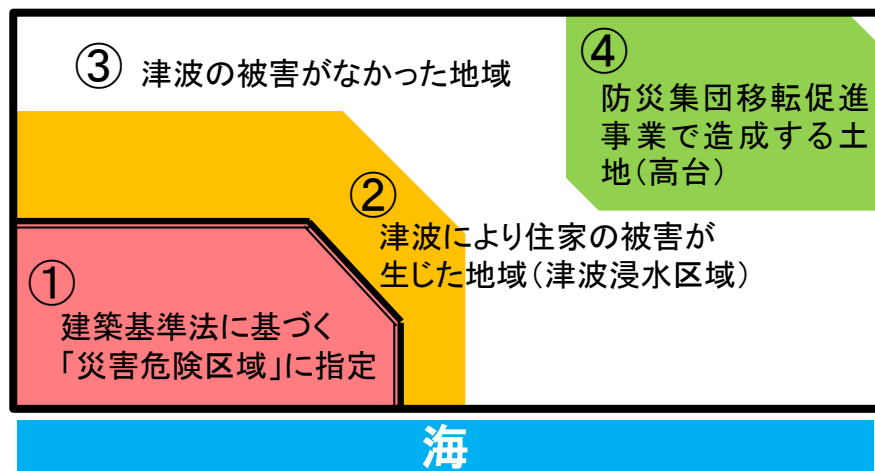 ③ 津波の被害がなかった地域
④
防災集団移転促進
事業で造成する土
地(高台)
②
津波により住家の被害が
生じた地域(津波浸水区域)
①
建築基準法に基づく
「災害危険区域」に指定
海